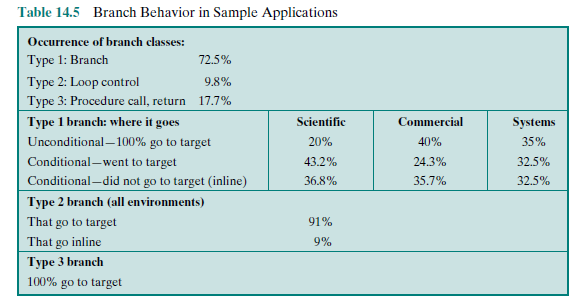 Table 14.5 Branch Behavior in Sample Applications
Occurrence of branch classes:
Type 1: Branch 72.5%
Type 2: Loop control 9.8%
Type 3: Procedure call, return 17.7%
Type 1 branch: where it goes Scientific Commercial Systems
Unconditional—100% go to target 20% 40% 35%
Conditional—went to target 43.2% 24.3% 32.5%
Conditional—did not go to target (inline) 36.8% 35.7% 32.5%
Type 2 branch (all environments)
That go to target 91%
That go inline 9%
Type 3 branch
100% go to target